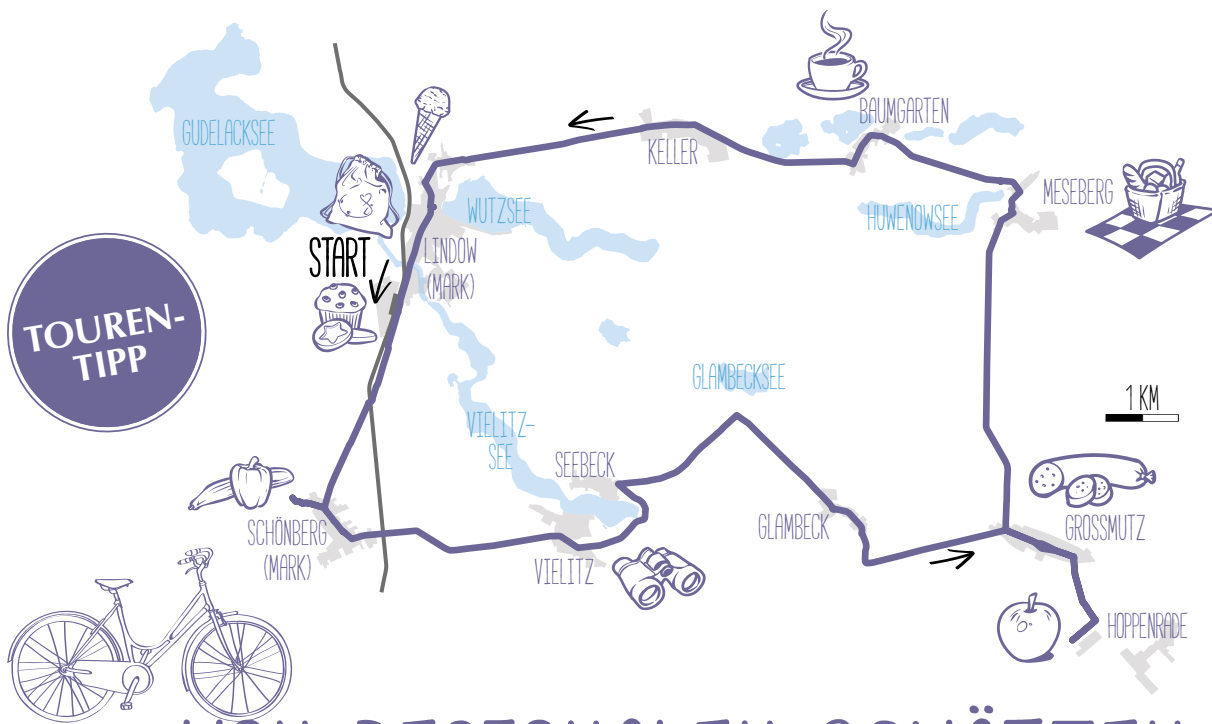 GUDELACKSEE
BAUMGARTEN
KELLER
MESEBERG
WUTZSEE
HUWENOWSEE
START
LINDOW
(MARK)
TOUREN-
TIPP
GLAMBECKSEE
1 KM
VIELITZ-
SEE
SEEBECK
SCHÖNBERG
(MARK)
GLAMBECK
GROSSMUTZ
VIELITZ
HOPPENRADE